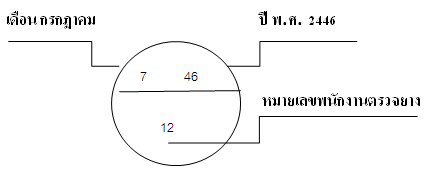 เดือน กรกฎาคม
ปี พ.ศ. 2446
7 46
หมายเลขพนักงานตรวจยาง
12